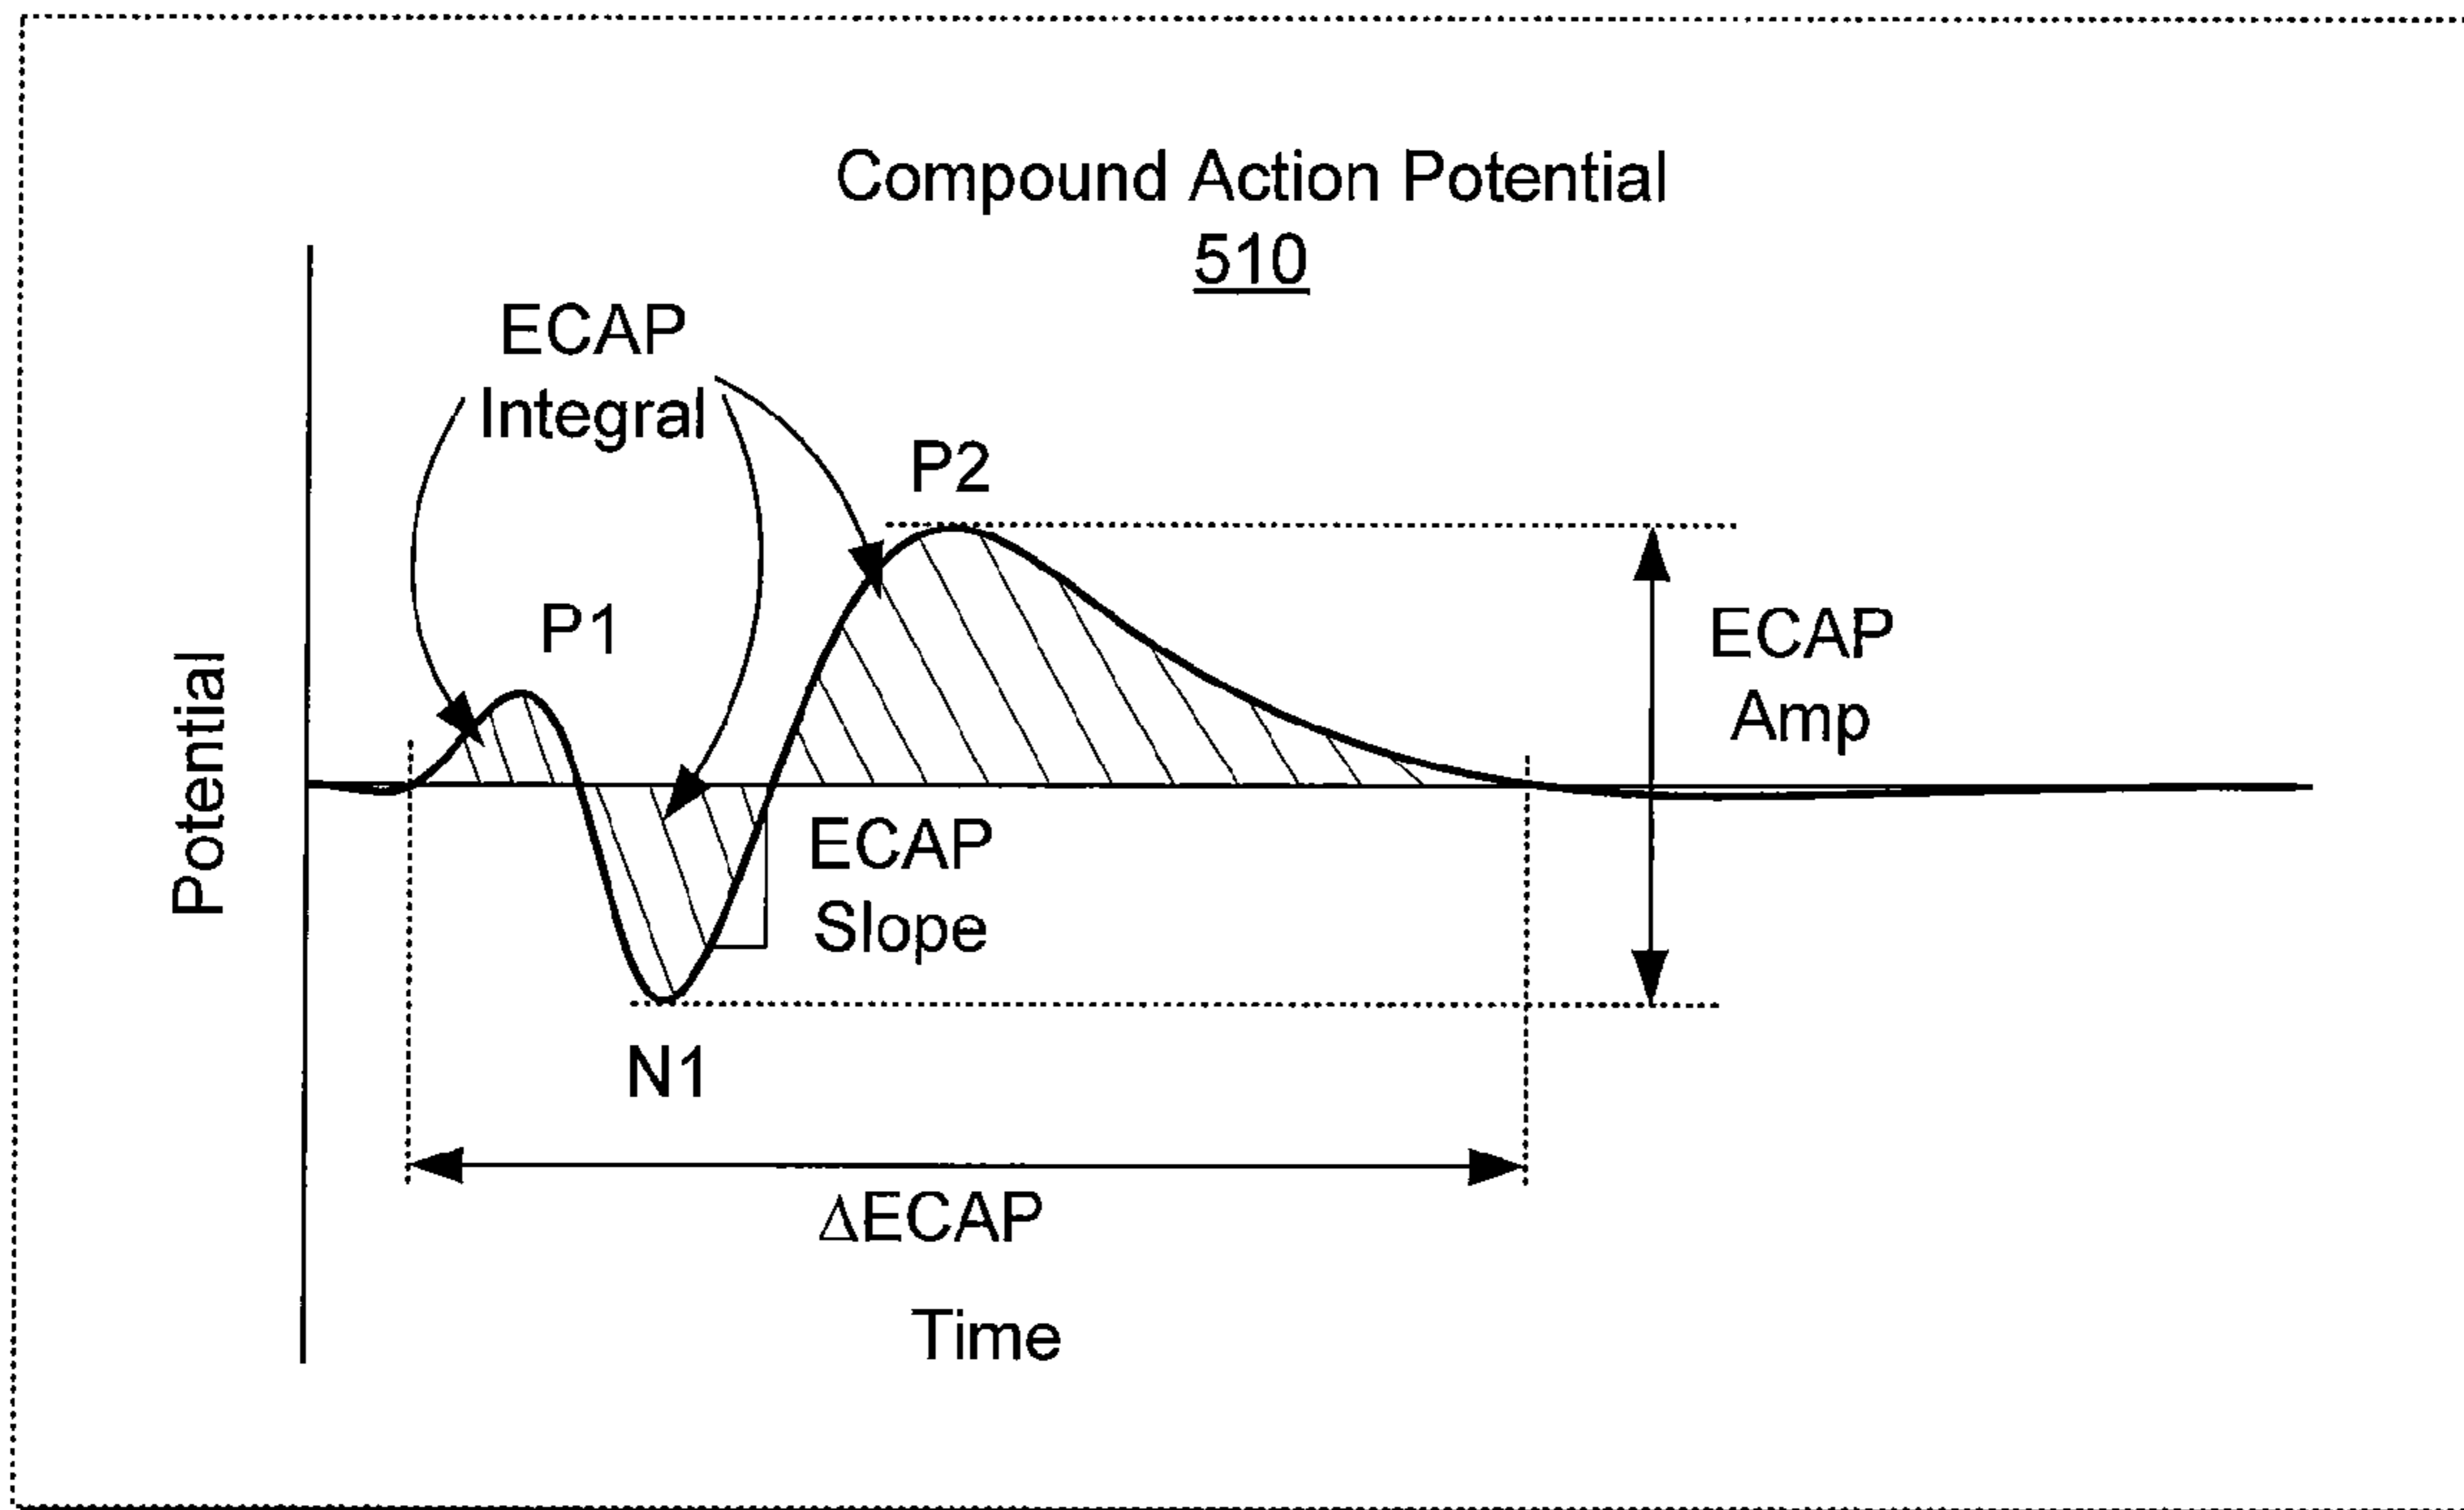 Compound Action Potential
510
ECAP
Integral
P2
P1
ECAP
Amp
Potential
ECAP
Slope
N1
ΔECAP
Time